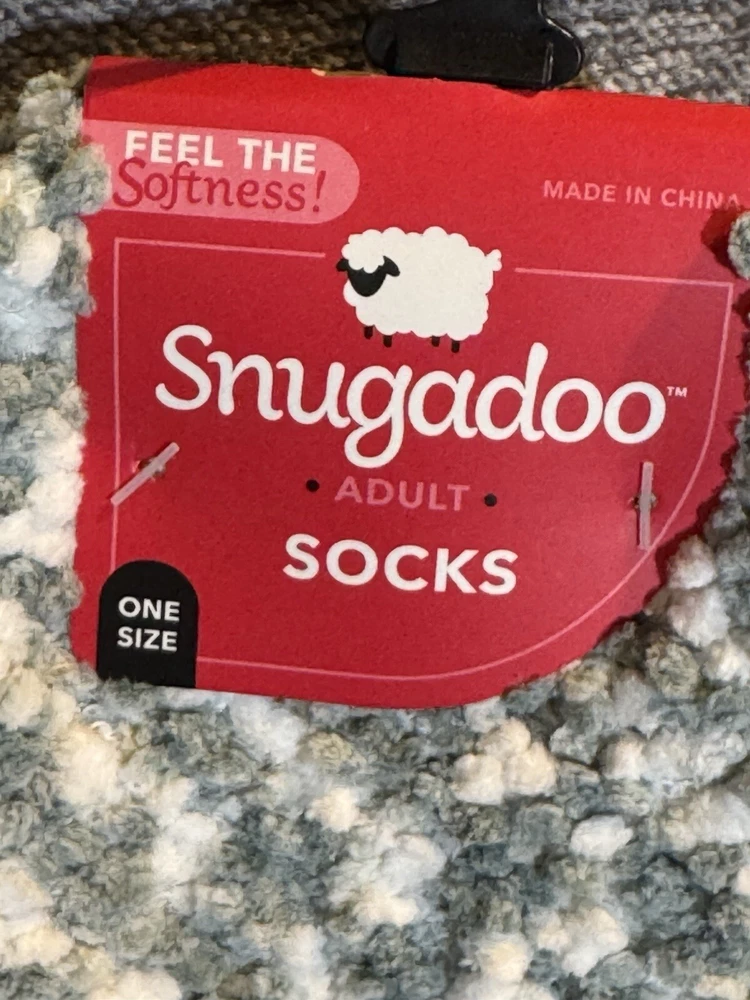 FEEL THE
Softness!
MADE IN CHINA
Snugadoo™
• ADULT •
SOCKS
ONE
SIZE